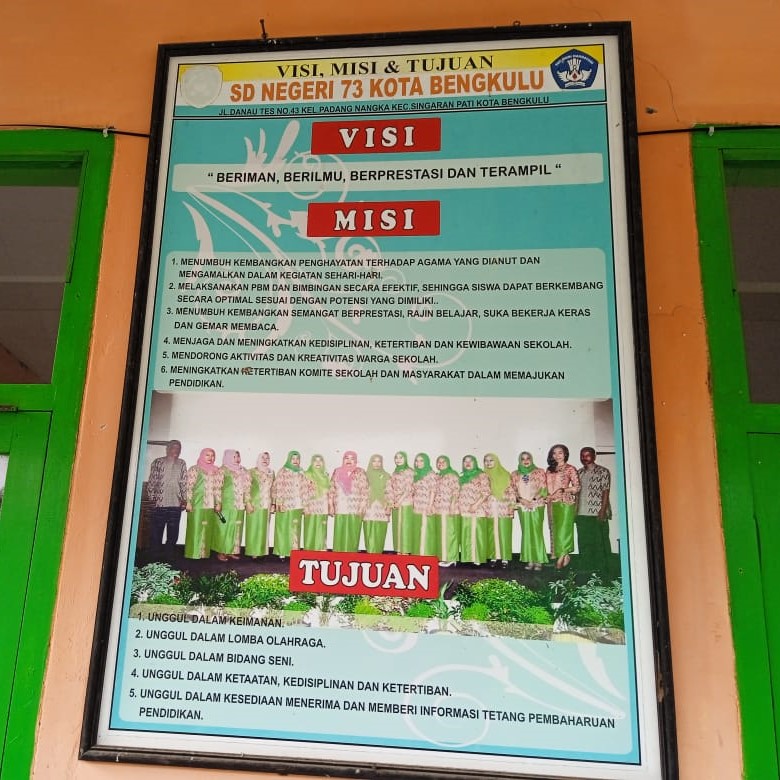 VISI, MISI & TUJUAN
SD NEGERI 73 KOTA BENGKULU
JL.DANAU TES NO.43 KEL.PADANG NANGKA KEC.SINGARAN PATI KOTA BENGKULU
VISI
“ BERIMAN, BERILMU, BERPRESTASI DAN TERAMPIL “
MISI
1. MENUMBUH KEMBANGKAN PENGHAYATAN TERHADAP AGAMA YANG DIANUT DAN
MENGAMALKAN DALAM KEGIATAN SEHARI-HARI.
2. MELAKSANAKAN PBM DAN BIMBINGAN SECARA EFEKTIF, SEHINGGA SISWA DAPAT BERKEMBANG
SECARA OPTIMAL SESUAI DENGAN POTENSI YANG DIMILIKI..
3. MENUMBUH KEMBANGKAN SEMANGAT BERPRESTASI, RAJIN BELAJAR, SUKA BEKERJA KERAS
DAN GEMAR MEMBACA.
4. MENJAGA DAN MENINGKATKAN KEDISIPLINAN, KETERTIBAN DAN KEWIBAWAAN SEKOLAH.
5. MENDORONG AKTIVITAS DAN KREATIVITAS WARGA SEKOLAH.
6. MENINGKATKAN KETERTIBAN KOMITE SEKOLAH DAN MASYARAKAT DALAM MEMAJUKAN
PENDIDIKAN.
TUJUAN
1. UNGGUL DALAM KEIMANAN.
2. UNGGUL DALAM LOMBA OLAHRAGA.
3. UNGGUL DALAM BIDANG SENI.
4. UNGGUL DALAM KETAATAN, KEDISIPLINAN DAN KETERTIBAN.
5. UNGGUL DALAM KESEDIAAN MENERIMA DAN MEMBERI INFORMASI TETANG PEMBAHARUAN
PENDIDIKAN.